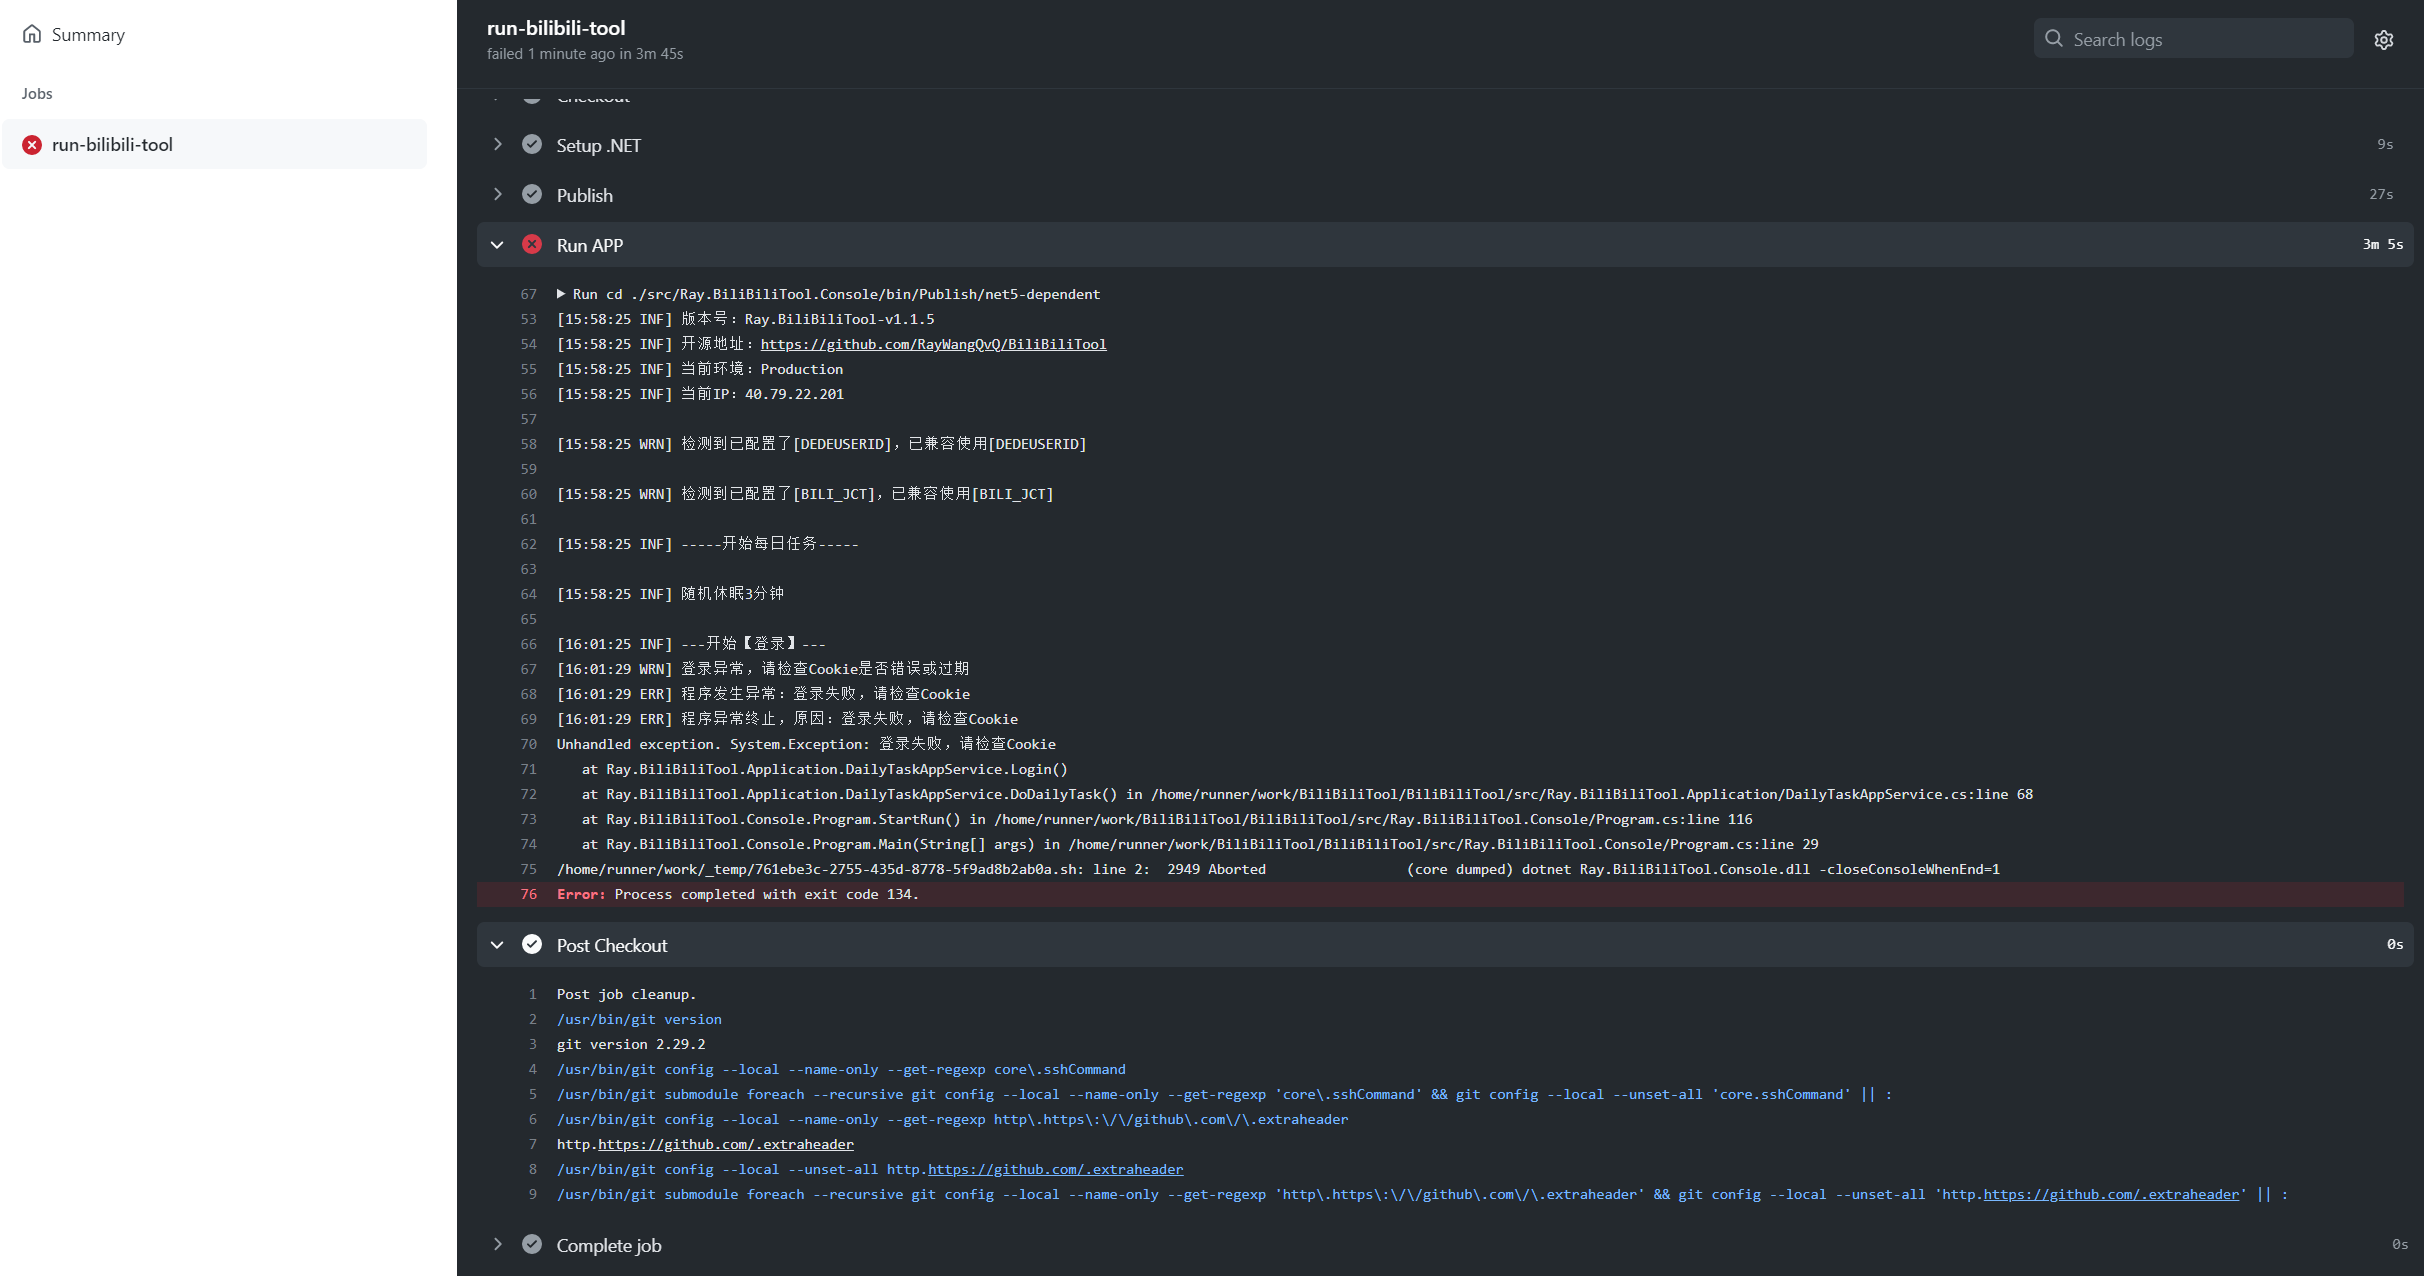 Summary
Jobs
run-bilibili-tool
run-bilibili-tool
failed 1 minute ago in 3m 45s
Search logs
Checkout
Setup .NET 9s
Publish 27s
Run APP 3m 5s
67 Run cd ./src/Ray.BiliBiliTool.Console/bin/Publish/net5-dependent
53 [15:58:25 INF] 版本号：Ray.BiliBiliTool-v1.1.5
54 [15:58:25 INF] 开源地址：https://github.com/RayWangQvQ/BiliBiliTool
55 [15:58:25 INF] 当前环境：Production
56 [15:58:25 INF] 当前IP：40.79.22.201
57
58 [15:58:25 WRN] 检测到已配置了[DEDEUSERID]，已兼容使用[DEDEUSERID]
59
60 [15:58:25 WRN] 检测到已配置了[BILI_JCT]，已兼容使用[BILI_JCT]
61
62 [15:58:25 INF] -----开始每日任务-----
63
64 [15:58:25 INF] 随机休眠3分钟
65
66 [16:01:25 INF] ---开始【登录】---
67 [16:01:29 WRN] 登录异常，请检查Cookie是否错误或过期
68 [16:01:29 ERR] 程序发生异常：登录失败，请检查Cookie
69 [16:01:29 ERR] 程序异常终止，原因：登录失败，请检查Cookie
70 Unhandled exception. System.Exception: 登录失败，请检查Cookie
71 at Ray.BiliBiliTool.Application.DailyTaskAppService.Login()
72 at Ray.BiliBiliTool.Application.DailyTaskAppService.DoDailyTask() in /home/runner/work/BiliBiliTool/BiliBiliTool/src/Ray.BiliBiliTool.Application/DailyTaskAppService.cs:line 68
73 at Ray.BiliBiliTool.Console.Program.StartRun() in /home/runner/work/BiliBiliTool/BiliBiliTool/src/Ray.BiliBiliTool.Console/Program.cs:line 116
74 at Ray.BiliBiliTool.Console.Program.Main(String[] args) in /home/runner/work/BiliBiliTool/BiliBiliTool/src/Ray.BiliBiliTool.Console/Program.cs:line 29
75 /home/runner/work/_temp/761ebe3c-2755-435d-8778-5f9ad8b2ab0a.sh: line 2: 2949 Aborted (core dumped) dotnet Ray.BiliBiliTool.Console.dll -closeConsoleWhenEnd=1
76 Error: Process completed with exit code 134.
Post Checkout 0s
1 Post job cleanup.
2 /usr/bin/git version
3 git version 2.29.2
4 /usr/bin/git config --local --name-only --get-regexp core\.sshCommand
5 /usr/bin/git submodule foreach --recursive git config --local --name-only --get-regexp 'core\.sshCommand' && git config --local --unset-all 'core.sshCommand' || :
6 /usr/bin/git config --local --name-only --get-regexp http\.https\:\/\/github\.com\/\.extraheader
7 http.https://github.com/.extraheader
8 /usr/bin/git config --local --unset-all http.https://github.com/.extraheader
9 /usr/bin/git submodule foreach --recursive git config --local --name-only --get-regexp 'http\.https\:\/\/github\.com\/\.extraheader' && git config --local --unset-all 'http.https://github.com/.extraheader' || :
Complete job 0s